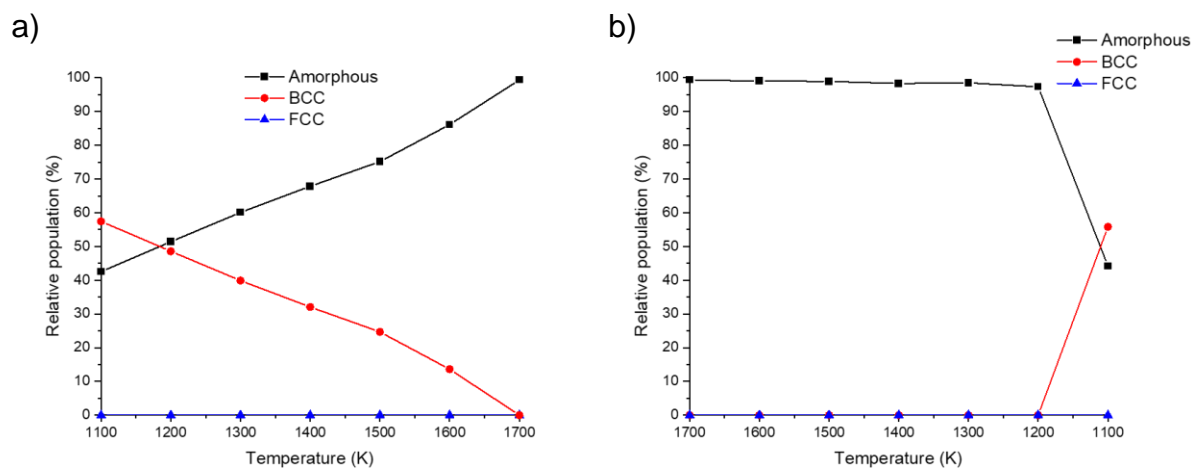 a)
Amorphous
BCC
FCC
100
90
80
70
60
50
40
30
20
10
0
Relative population (%)
1100 1200 1300 1400 1500 1600 1700
Temperature (K)
b)
Amorphous
BCC
FCC
100
90
80
70
60
50
40
30
20
10
0
Relative population (%)
1700 1600 1500 1400 1300 1200 1100
Temperature (K)